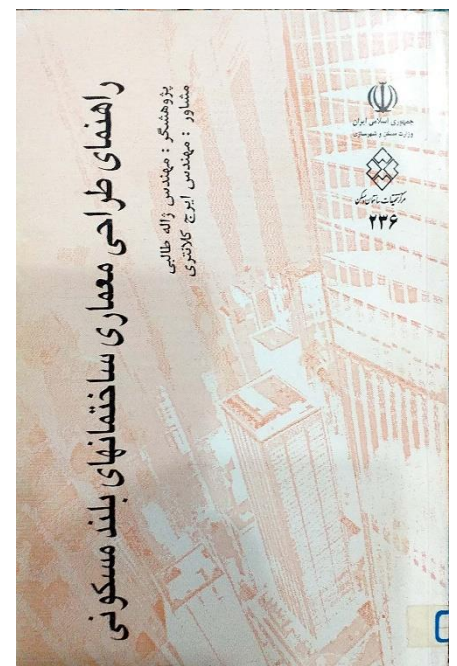 جمهوری اسلامی ایران
وزارت مسکن و شهرسازی
مرکز تحقیقات ساختمان و مسکن
۲۳۶
راهنمای طراحی معماری ساختمانهای بلند مسکونی
پژوهشگر : مهندس ژاله طالبی
مشاور : مهندس ایرج کلانتری